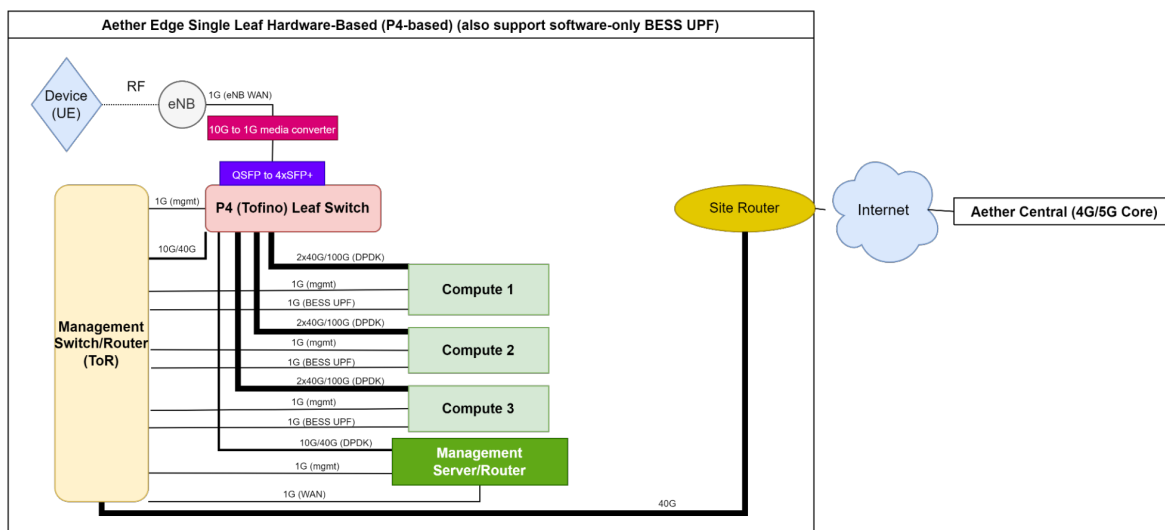 Aether Edge Single Leaf Hardware-Based (P4-based) (also support software-only BESS UPF)
Device
(UE)
RF
eNB
1G (eNB WAN)
10G to 1G media converter
QSFP to 4xSFP+
P4 (Tofino) Leaf Switch
1G (mgmt)
10G/40G
Site Router
Internet
Aether Central (4G/5G Core)
Management
Switch/Router
(ToR)
2x40G/100G (DPDK)
1G (mgmt)
1G (BESS UPF)
Compute 1
2x40G/100G (DPDK)
1G (mgmt)
1G (BESS UPF)
Compute 2
2x40G/100G (DPDK)
1G (mgmt)
1G (BESS UPF)
Compute 3
10G/40G (DPDK)
1G (mgmt)
Management
Server/Router
1G (WAN)
40G